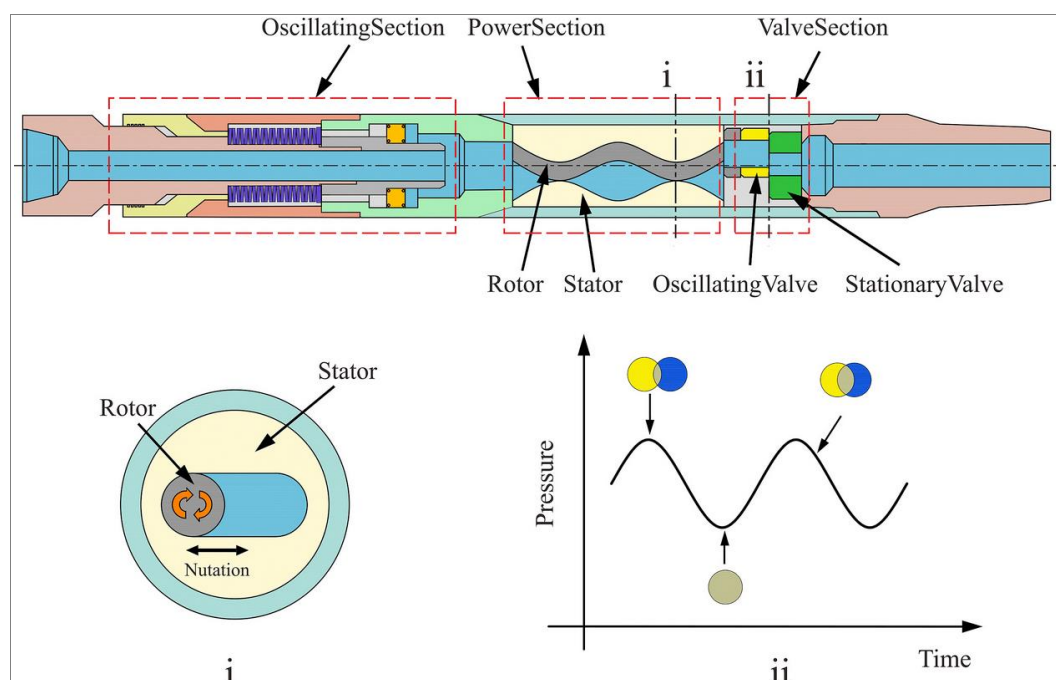 OscillatingSection
PowerSection
ValveSection
i
ii
Rotor
Stator
OscillatingValve
StationaryValve
Stator
Rotor
Nutation
i
Pressure
Time
ii